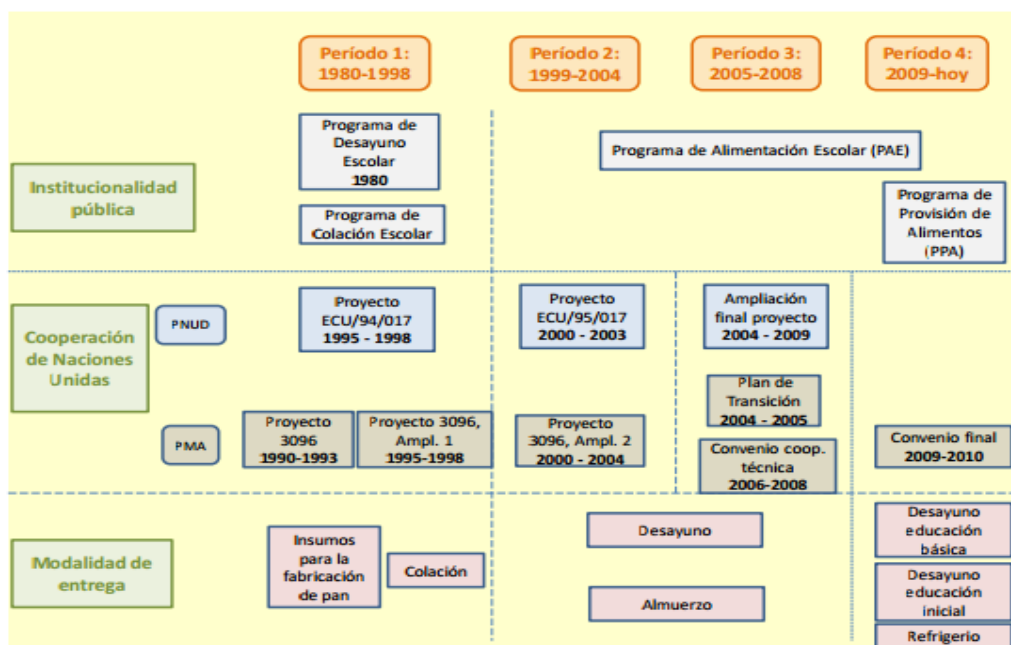 Período 1:
1980-1998
Período 2:
1999-2004
Período 3:
2005-2008
Período 4:
2009-hoy
Institucionalidad
pública
Programa de
Desayuno
Escolar
1980
Programa de
Colación Escolar
Programa de Alimentación Escolar (PAE)
Programa de
Provisión de
Alimentos
(PPA)
Cooperación
de Naciones
Unidas
PNUD
Proyecto
ECU/94/017
1995 - 1998
Proyecto
ECU/95/017
2000 - 2003
Ampliación
final proyecto
2004 - 2009
PMA
Proyecto
3096
1990-1993
Proyecto 3096,
Ampl. 1
1995-1998
Proyecto
3096, Ampl. 2
2000 - 2004
Plan de
Transición
2004 - 2005
Convenio coop.
técnica
2006-2008
Convenio final
2009-2010
Modalidad de
entrega
Insumos
para la
fabricación
de pan
Colación
Desayuno
Almuerzo
Desayuno
educación
básica
Desayuno
educación
inicial
Refrigerio